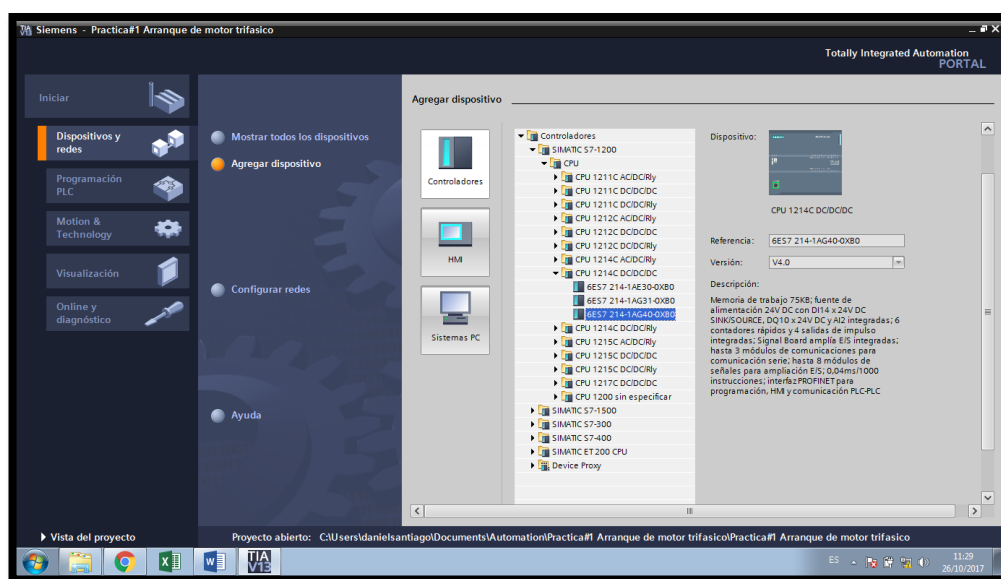 Siemens - Practica#1 Arranque de motor trifasico
Totally Integrated Automation
PORTAL
Iniciar
Dispositivos y
redes
Programación
PLC
Motion &
Technology
Visualización
Online y
diagnóstico
Mostrar todos los dispositivos
Agregar dispositivo
Configurar redes
Ayuda
Agregar dispositivo
Controladores
HMI
Sistemas PC
Controladores
SIMATIC S7-1200
CPU
CPU 1211C AC/DC/Rly
CPU 1211C DC/DC/DC
CPU 1211C DC/DC/Rly
CPU 1212C AC/DC/Rly
CPU 1212C DC/DC/DC
CPU 1212C DC/DC/Rly
CPU 1214C AC/DC/Rly
CPU 1214C DC/DC/DC
6ES7 214-1AE30-0XB0
6ES7 214-1AG31-0XB0
6ES7 214-1AG40-0XB0
CPU 1214C DC/DC/Rly
CPU 1215C AC/DC/Rly
CPU 1215C DC/DC/DC
CPU 1215C DC/DC/Rly
CPU 1217C DC/DC/DC
CPU 1200 sin especificar
SIMATIC S7-1500
SIMATIC S7-300
SIMATIC S7-400
SIMATIC ET 200 CPU
Device Proxy
Dispositivo:
CPU 1214C DC/DC/DC
Referencia: 6ES7 214-1AG40-0XB0
Versión: V4.0
Descripción:
Memoria de trabajo 75KB; fuente de
alimentación 24V DC con DI14 x 24V DC
SINK/SOURCE, DQ10 x 24V DC y AI2 integradas; 6
contadores rápidos y 4 salidas de impulso
integradas; Signal Board amplía E/S integradas;
hasta 3 módulos de comunicaciones para
comunicación serie; hasta 8 módulos de
señales para ampliación E/S; 0,04ms/1000
instrucciones; interfaz PROFINET para
programación, HMI y comunicación PLC-PLC
Vista del proyecto
Proyecto abierto: C:\Users\danielsantiago\Documents\Automation\Practica#1 Arranque de motor trifasico\Practica#1 Arranque de motor trifasico
TIA
V13
ES
11:29
26/10/2017